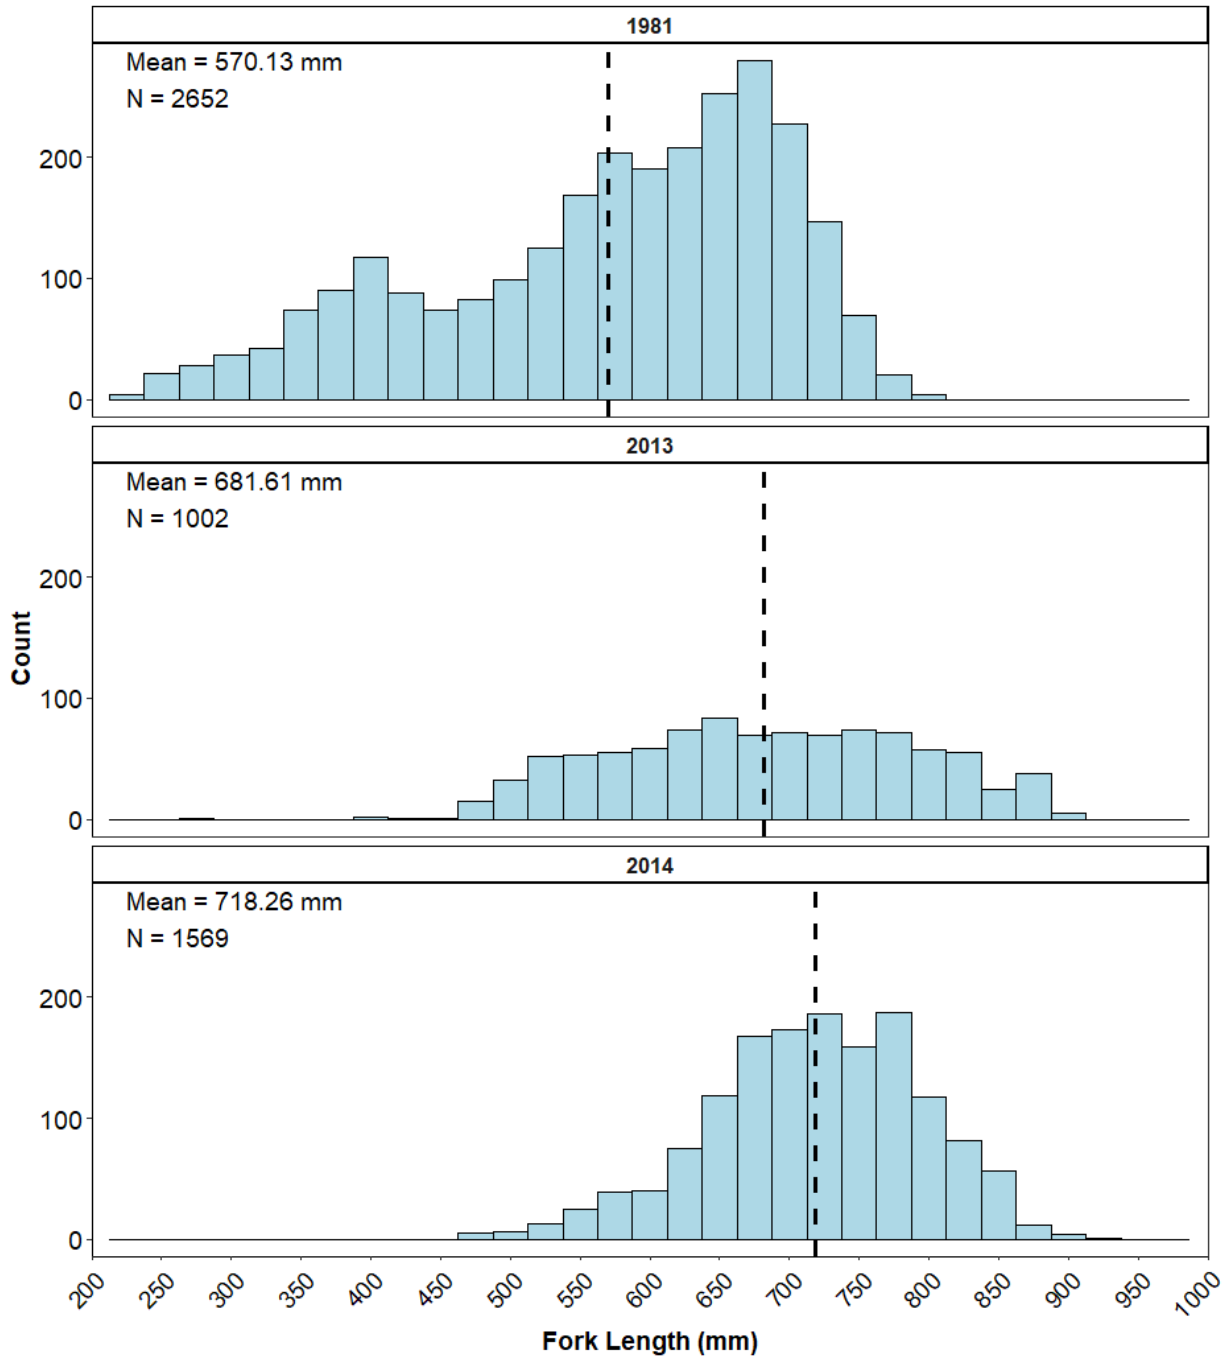 1981
Mean = 570.13 mm
N = 2652
200
100
0
2013
Mean = 681.61 mm
N = 1002
200
100
0
Count
2014
Mean = 718.26 mm
N = 1569
200
100
0
200 250 300 350 400 450 500 550 600 650 700 750 800 850 900 950 1000
Fork Length (mm)